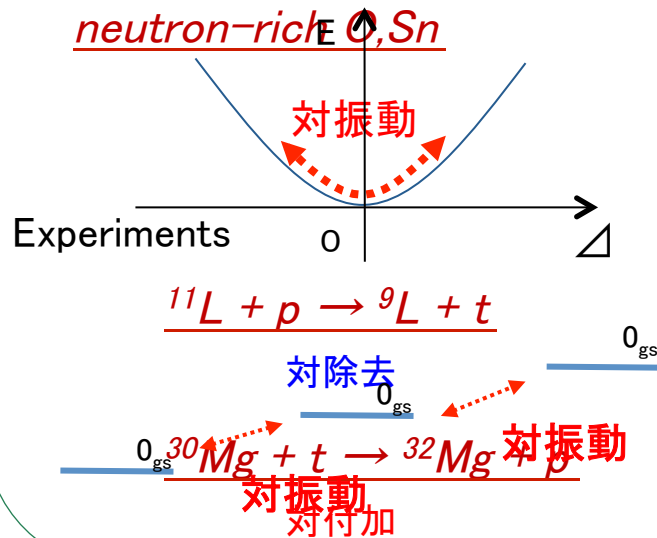 neutron-rich O,Sn
E
対振動
Experiments
O
⊿
¹¹L + p → ⁹L + t
0gs
対除去
0gs
対振動
0gs
³⁰Mg + t → ³²Mg + p
対振動
対付加